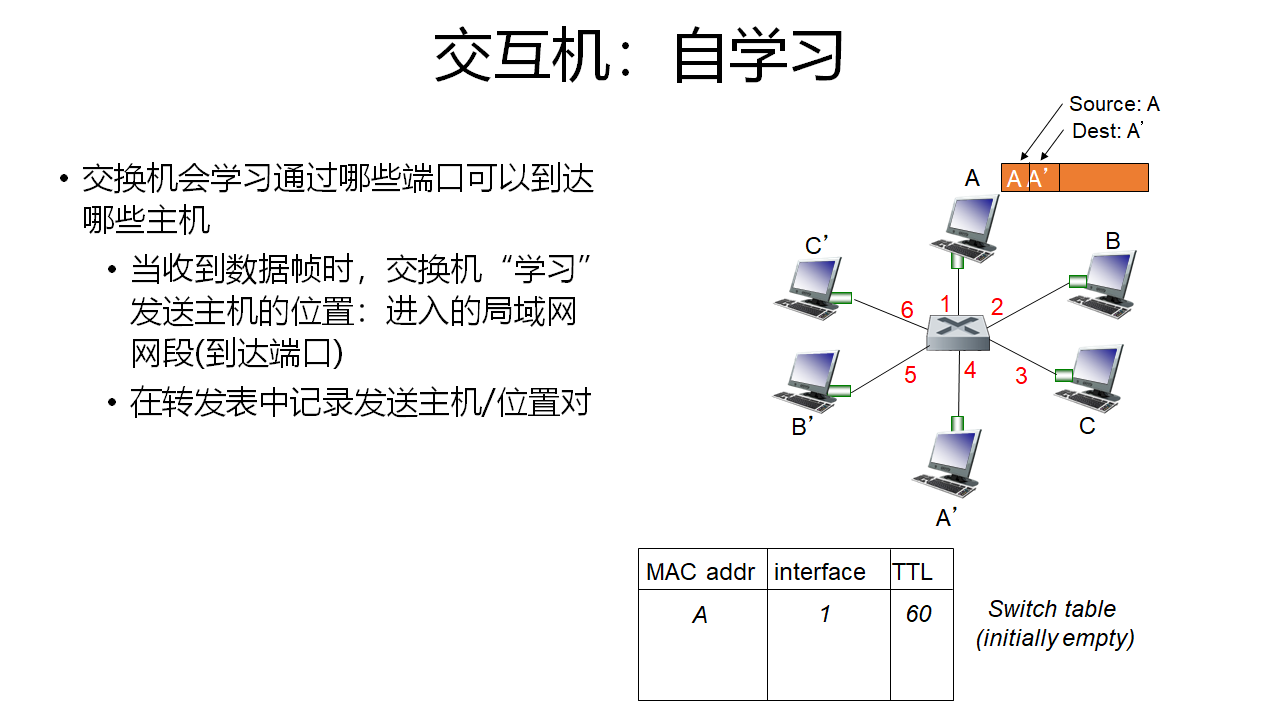 交互机：自学习
• 交换机会学习通过哪些端口可以到达
哪些主机
• 当收到数据帧时，交换机“学习”
发送主机的位置：进入的局域网
网段(到达端口)
• 在转发表中记录发送主机/位置对
Source: A
Dest: A’
A
A A’
C’
B
6
1
2
5
4
3
B’
C
A’
MAC addr interface TTL
A 1 60
Switch table
(initially empty)